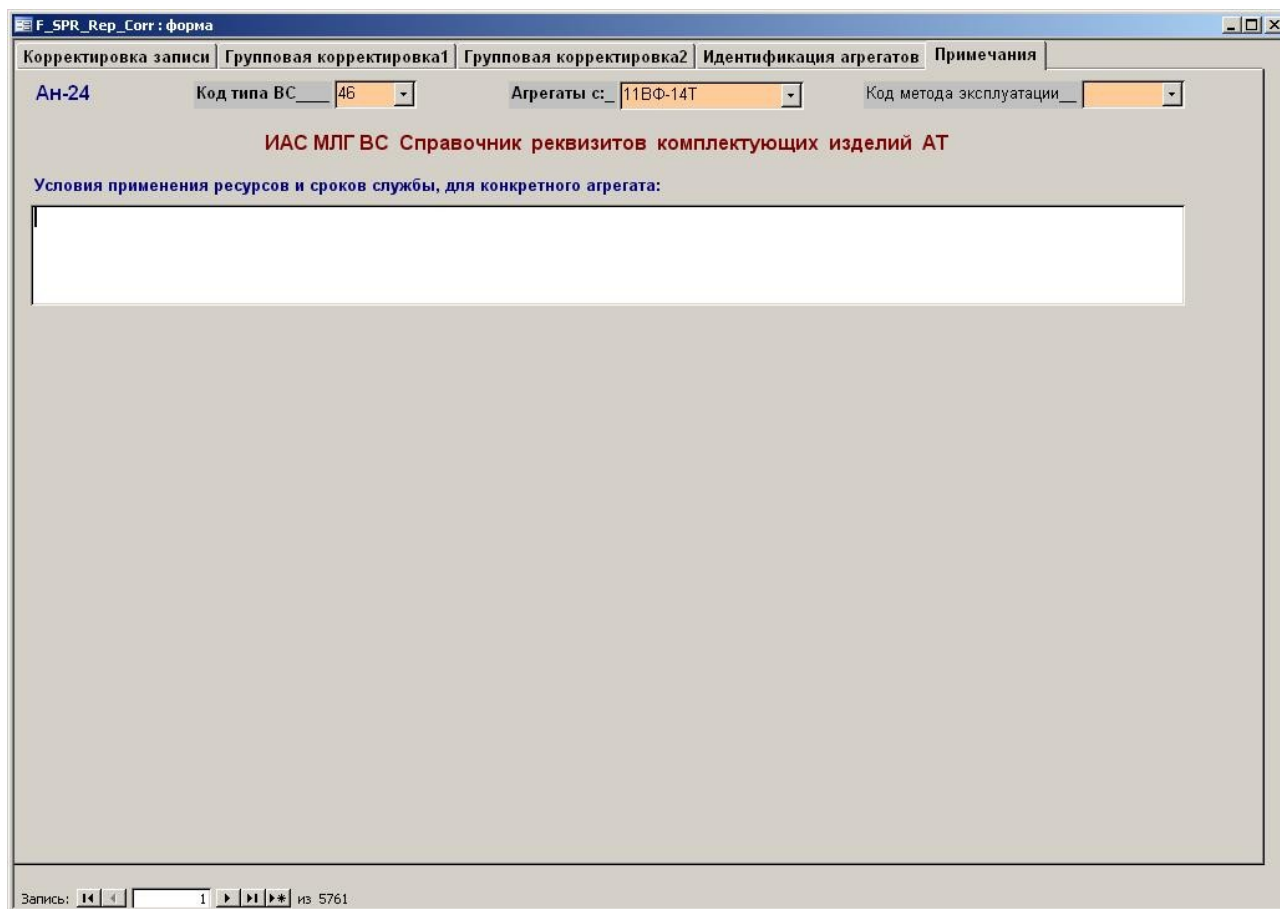 F_SPR_Rep_Corr : форма
Корректировка записи Групповая корректировка1 Групповая корректировка2 Идентификация агрегатов Примечания
Ан-24 Код типа ВС____ 46 Агрегаты с:_ 11ВФ-14Т Код метода эксплуатации__
ИАС МЛГ ВС Справочник реквизитов комплектующих изделий АТ
Условия применения ресурсов и сроков службы, для конкретного агрегата:
Запись: 1 из 5761